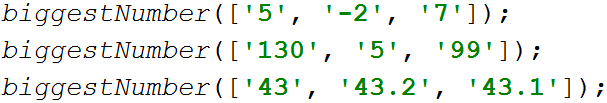 biggestNumber(['5', '-2', '7']);
biggestNumber(['130', '5', '99']);
biggestNumber(['43', '43.2', '43.1']);